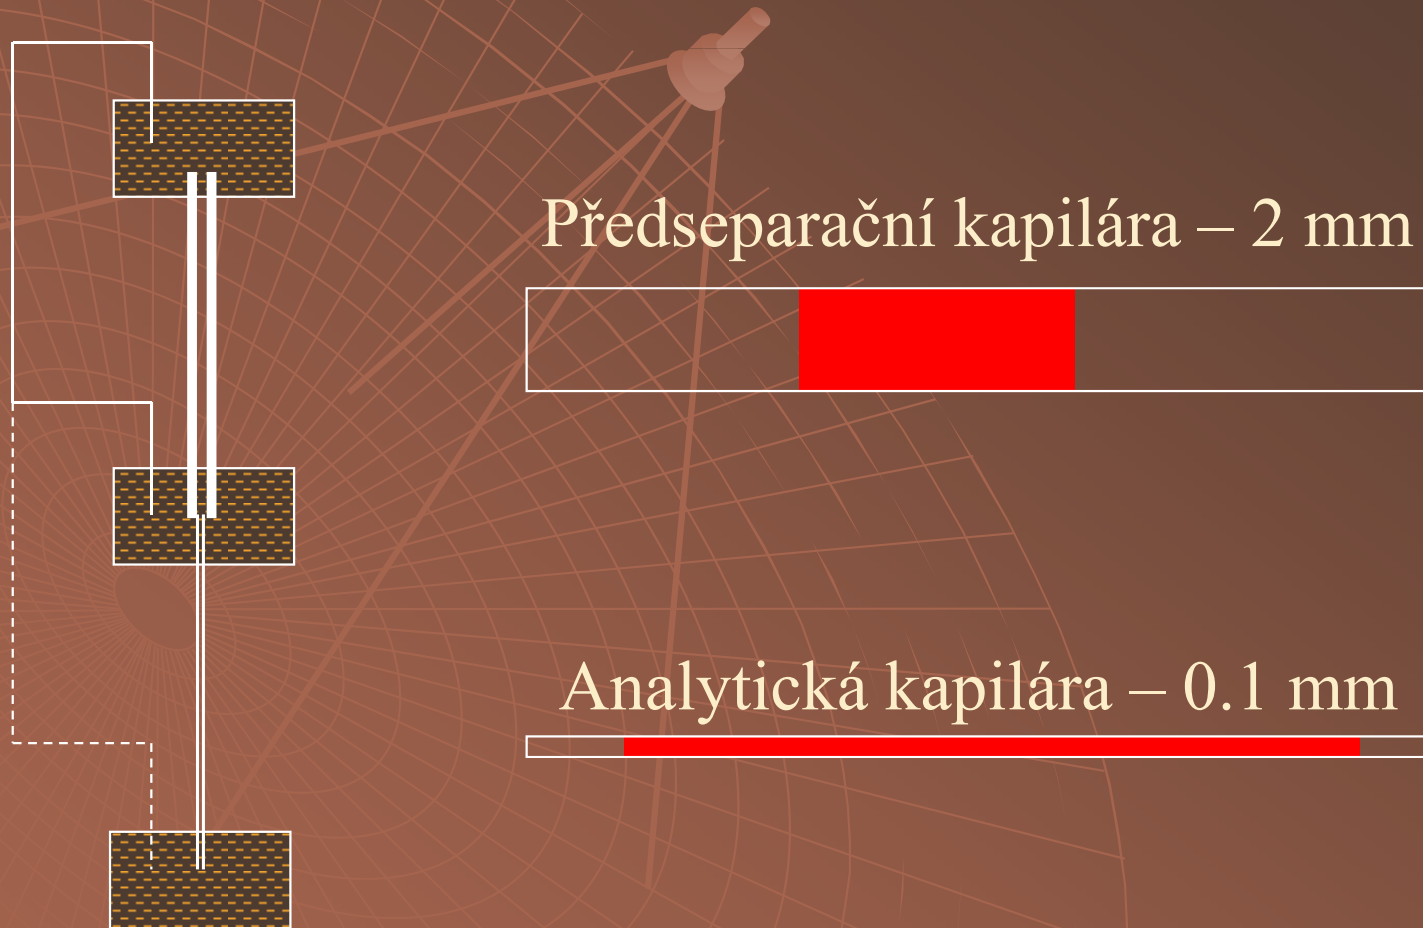 Předseparační kapilára – 2 mm
Analytická kapilára – 0.1 mm